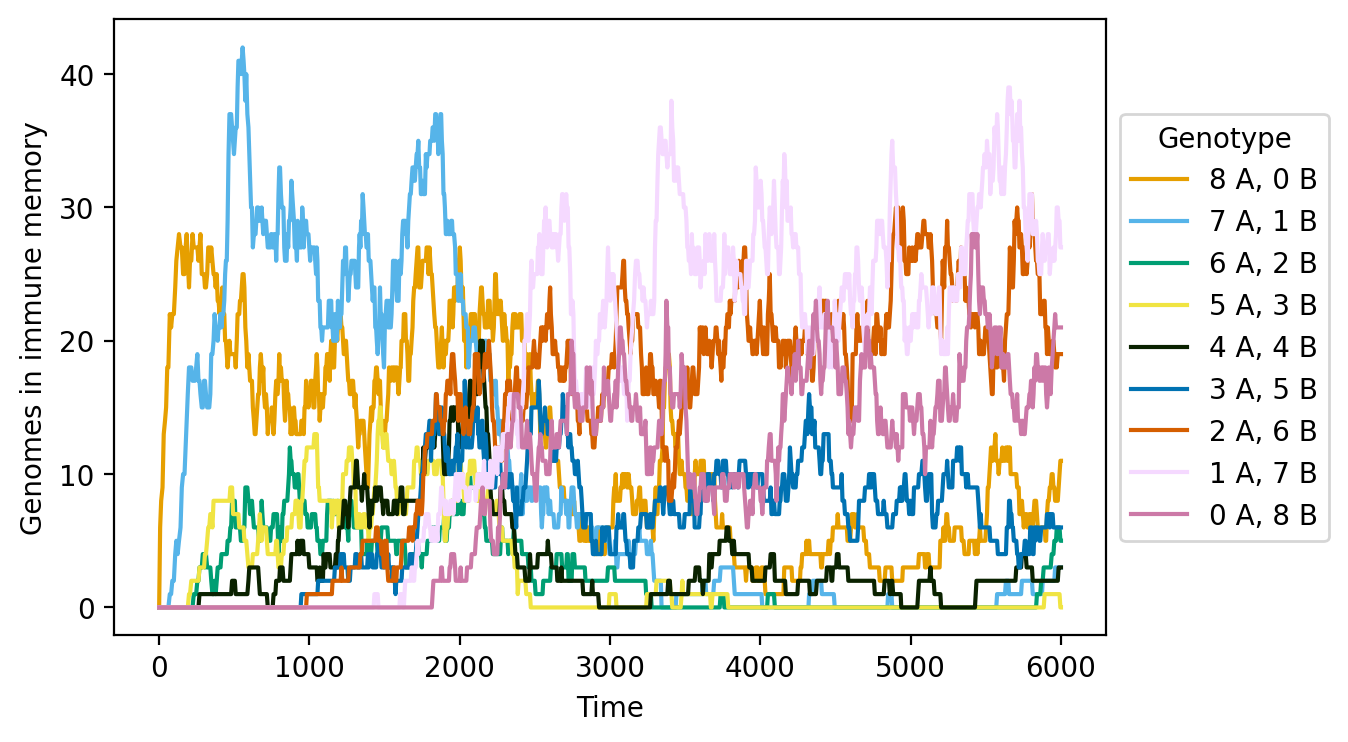 Genomes in immune memory
40
30
20
10
0
0 1000 2000 3000 4000 5000 6000
Time
Genotype
8 A, 0 B
7 A, 1 B
6 A, 2 B
5 A, 3 B
4 A, 4 B
3 A, 5 B
2 A, 6 B
1 A, 7 B
0 A, 8 B